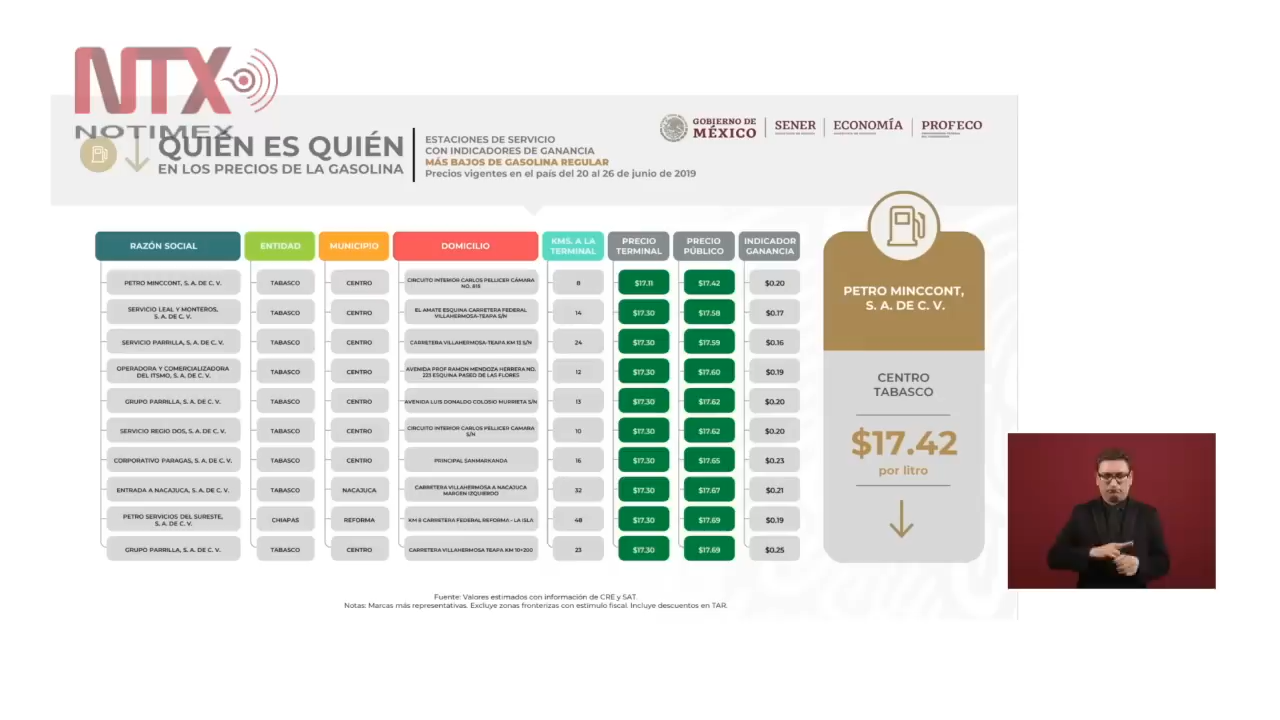 NTX
NOTIMEX
QUIÉN ES QUIÉN
EN LOS PRECIOS DE LA GASOLINA
ESTACIONES DE SERVICIO
CON INDICADORES DE GANANCIA
MÁS BAJOS DE GASOLINA REGULAR
Precios vigentes en el país del 20 al 26 de junio de 2019
GOBIERNO DE
MÉXICO
SENER
ECONOMÍA
PROFECO
RAZÓN SOCIAL
ENTIDAD
MUNICIPIO
DOMICILIO
KMS. A LA
TERMINAL
PRECIO
TERMINAL
PRECIO
PÚBLICO
INDICADOR
GANANCIA
PETRO MINCCONT, S. A. DE C. V.
TABASCO
CENTRO
CIRCUITO INTERIOR CARLOS PELLICER CÁMARA
NO. 815
8
$17.11
$17.42
$0.20
SERVICIO LEAL Y MONTEROS,
S. A. DE C. V.
TABASCO
CENTRO
EL AMATE ESQUINA CARRETERA FEDERAL
VILLAHERMOSA-TEAPA S/N
14
$17.30
$17.58
$0.17
SERVICIO PARRILLA, S. A. DE C. V.
TABASCO
CENTRO
CARRETERA VILLAHERMOSA-TEAPA KM 13 S/N
24
$17.30
$17.59
$0.16
OPERADORA Y COMERCIALIZADORA
DEL ITSMO, S. A. DE C. V.
TABASCO
CENTRO
AVENIDA PROF RAMON MENDOZA HERRERA NO.
223 ESQUINA PASEO DE LAS FLORES
12
$17.30
$17.60
$0.19
GRUPO PARRILLA, S. A. DE C. V.
TABASCO
CENTRO
AVENIDA LUIS DONALDO COLOSIO MURRIETA S/N
13
$17.30
$17.62
$0.20
SERVICIO REGIO DOS, S. A. DE C. V.
TABASCO
CENTRO
CIRCUITO INTERIOR CARLOS PELLICER CAMARA
S/N
10
$17.30
$17.62
$0.20
CORPORATIVO PARAGAS, S. A. DE C. V.
TABASCO
CENTRO
PRINCIPAL SANMARKANDA
16
$17.30
$17.65
$0.23
ENTRADA A NACAJUCA, S. A. DE C. V.
TABASCO
NACAJUCA
CARRETERA VILLAHERMOSA A NACAJUCA
MARGEN IZQUIERDO
32
$17.30
$17.67
$0.21
PETRO SERVICIOS DEL SURESTE,
S. A. DE C. V.
CHIAPAS
REFORMA
KM 8 CARRETERA FEDERAL REFORMA - LA ISLA
48
$17.30
$17.69
$0.19
GRUPO PARRILLA, S. A. DE C. V.
TABASCO
CENTRO
CARRETERA VILLAHERMOSA TEAPA KM 10+200
23
$17.30
$17.69
$0.25
PETRO MINCCONT,
S. A. DE C. V.
CENTRO
TABASCO
$17.42
por litro
Fuente: Valores estimados con información de CRE y SAT.
Notas: Marcas más representativas. Excluye zonas fronterizas con estímulo fiscal. Incluye descuentos en TAR.